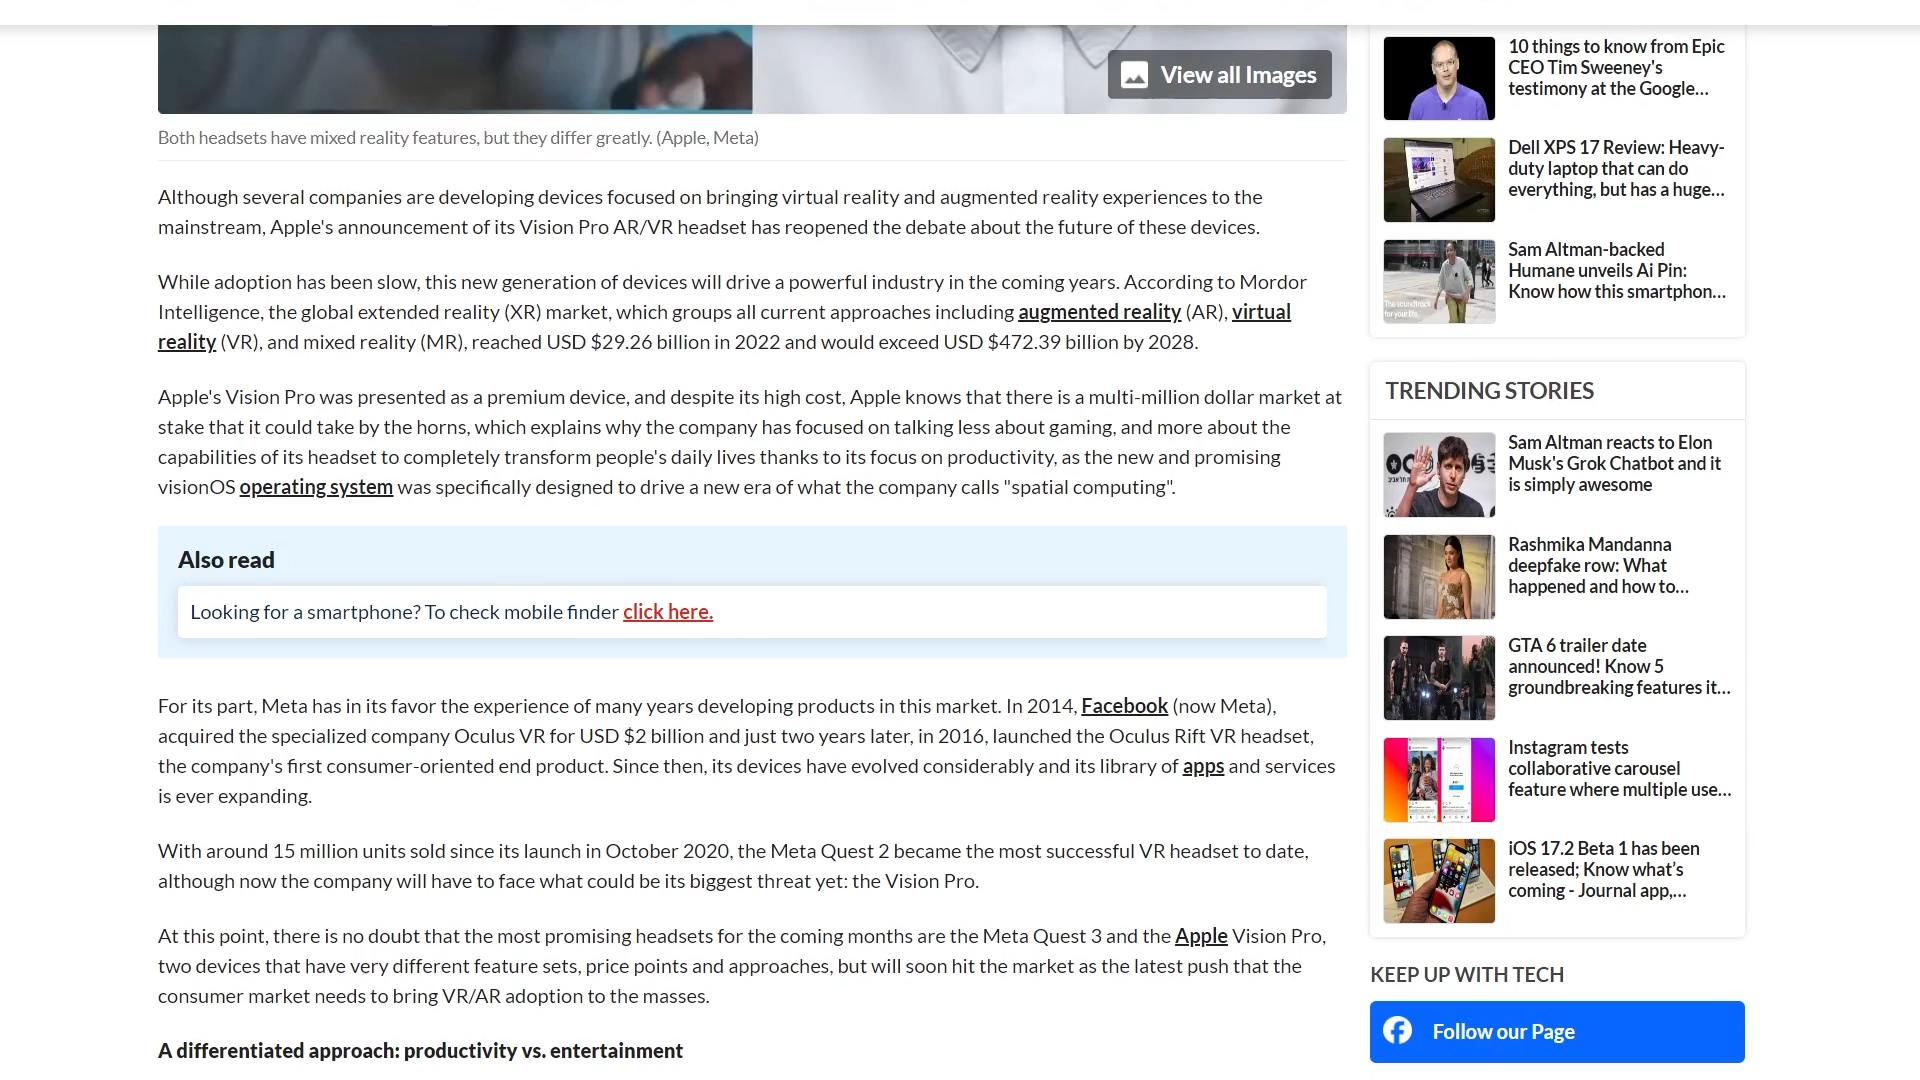 View all Images
Both headsets have mixed reality features, but they differ greatly. (Apple, Meta)
Although several companies are developing devices focused on bringing virtual reality and augmented reality experiences to the
mainstream, Apple's announcement of its Vision Pro AR/VR headset has reopened the debate about the future of these devices.
While adoption has been slow, this new generation of devices will drive a powerful industry in the coming years. According to Mordor
Intelligence, the global extended reality (XR) market, which groups all current approaches including augmented reality (AR), virtual
reality (VR), and mixed reality (MR), reached USD $29.26 billion in 2022 and would exceed USD $472.39 billion by 2028.
Apple's Vision Pro was presented as a premium device, and despite its high cost, Apple knows that there is a multi-million dollar market at
stake that it could take by the horns, which explains why the company has focused on talking less about gaming, and more about the
capabilities of its headset to completely transform people's daily lives thanks to its focus on productivity, as the new and promising
visionOS operating system was specifically designed to drive a new era of what the company calls "spatial computing".
Also read
Looking for a smartphone? To check mobile finder click here.
For its part, Meta has in its favor the experience of many years developing products in this market. In 2014, Facebook (now Meta),
acquired the specialized company Oculus VR for USD $2 billion and just two years later, in 2016, launched the Oculus Rift VR headset,
the company's first consumer-oriented end product. Since then, its devices have evolved considerably and its library of apps and services
is ever expanding.
With around 15 million units sold since its launch in October 2020, the Meta Quest 2 became the most successful VR headset to date,
although now the company will have to face what could be its biggest threat yet: the Vision Pro.
At this point, there is no doubt that the most promising headsets for the coming months are the Meta Quest 3 and the Apple Vision Pro,
two devices that have very different feature sets, price points and approaches, but will soon hit the market as the latest push that the
consumer market needs to bring VR/AR adoption to the masses.
A differentiated approach: productivity vs. entertainment
10 things to know from Epic
CEO Tim Sweeney's
testimony at the Google...
Dell XPS 17 Review: Heavy-
duty laptop that can do
everything, but has a huge...
The soundtrack
for your life.
Sam Altman-backed
Humane unveils Ai Pin:
Know how this smartphon...
TRENDING STORIES
Sam Altman reacts to Elon
Musk's Grok Chatbot and it
is simply awesome
Rashmika Mandanna
deepfake row: What
happened and how to...
GTA 6 trailer date
announced! Know 5
groundbreaking features it...
Instagram tests
collaborative carousel
feature where multiple use...
iOS 17.2 Beta 1 has been
released; Know what’s
coming - Journal app,...
KEEP UP WITH TECH
Follow our Page